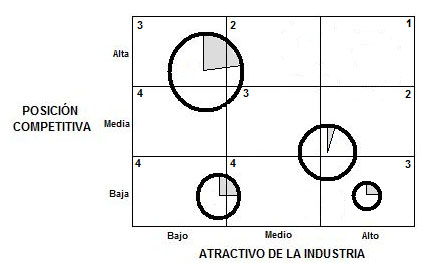 3 2 1
Alta
4 3 2
POSICIÓN
COMPETITIVA
Media
4 4 3
Baja
Bajo Medio Alto
ATRACTIVO DE LA INDUSTRIA